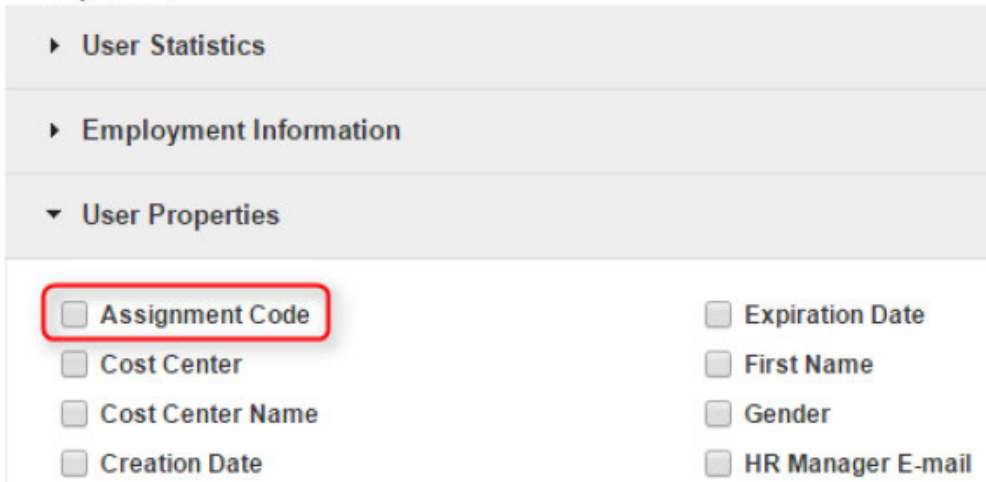 User Statistics
Employment Information
User Properties
Assignment Code
Expiration Date
Cost Center
First Name
Cost Center Name
Gender
Creation Date
HR Manager E-mail